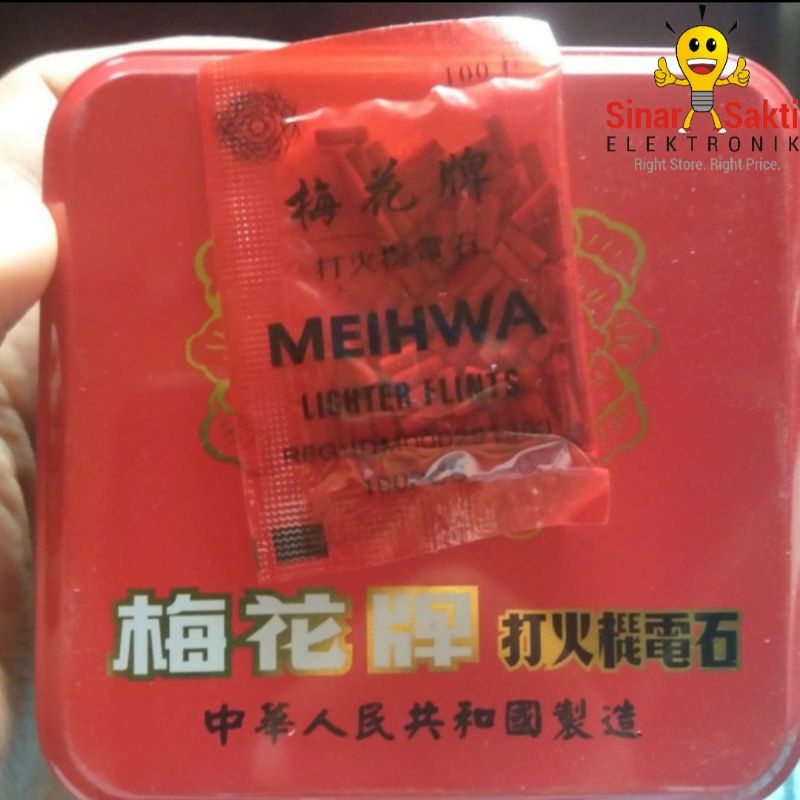 Sinar Sakti
ELEKTRONIK
Right Store. Right Price.
100
梅花牌
打火機電石
MEIHWA
LIGHTER FLINTS
梅花牌 打火機電石
中華人民共和國製造